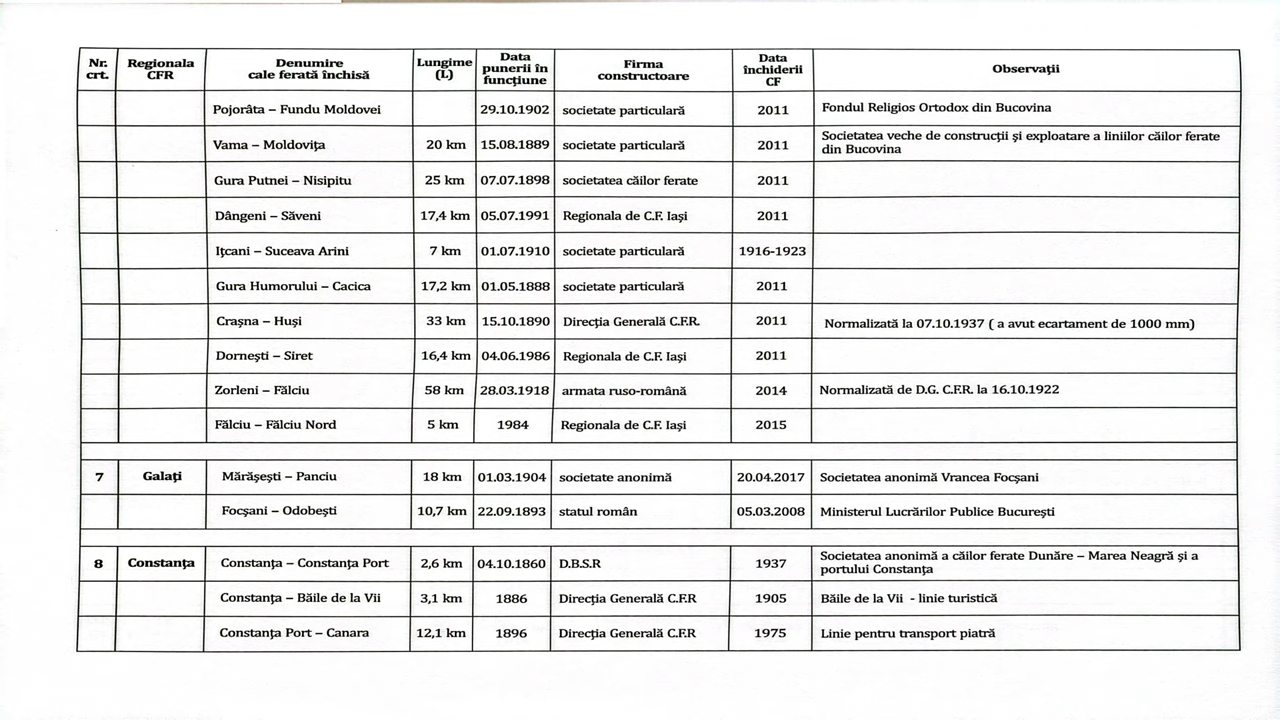 Nr. crt. Regionala CFR Denumire cale ferată închisă Lungime (L) Data punerii în funcțiune Firma constructoare Data închiderii CF Observații
Pojorâta – Fundu Moldovei 29.10.1902 societate particulară 2011 Fondul Religios Ortodox din Bucovina
Vama – Moldovița 20 km 15.08.1889 societate particulară 2011 Societatea veche de construcții și exploatare a liniilor căilor ferate din Bucovina
Gura Putnei – Nisipitu 25 km 07.07.1898 societatea căilor ferate 2011
Dângeni – Săveni 17,4 km 05.07.1991 Regionala de C.F. Iași 2011
Ițcani – Suceava Arini 7 km 01.07.1910 societate particulară 1916-1923
Gura Humorului – Cacica 17,2 km 01.05.1888 societate particulară 2011
Crașna – Huși 33 km 15.10.1890 Direcția Generală C.F.R. 2011 Normalizată la 07.10.1937 ( a avut ecartament de 1000 mm)
Dornești – Siret 16,4 km 04.06.1986 Regionala de C.F. Iași 2011
Zorleni – Fălciu 58 km 28.03.1918 armata ruso-română 2014 Normalizată de D.G. C.F.R. la 16.10.1922
Fălciu – Fălciu Nord 5 km 1984 Regionala de C.F. Iași 2015
7 Galați Mărășești – Panciu 18 km 01.03.1904 societate anonimă 20.04.2017 Societatea anonimă Vrancea Focșani
Focșani – Odobești 10,7 km 22.09.1893 statul român 05.03.2008 Ministerul Lucrărilor Publice București
8 Constanța Constanța – Constanța Port 2,6 km 04.10.1860 D.B.S.R 1937 Societatea anonimă a căilor ferate Dunăre – Marea Neagră și a portului Constanța
Constanța – Băile de la Vii 3,1 km 1886 Direcția Generală C.F.R 1905 Băile de la Vii - linie turistică
Constanța Port – Canara 12,1 km 1896 Direcția Generală C.F.R 1975 Linie pentru transport piatră